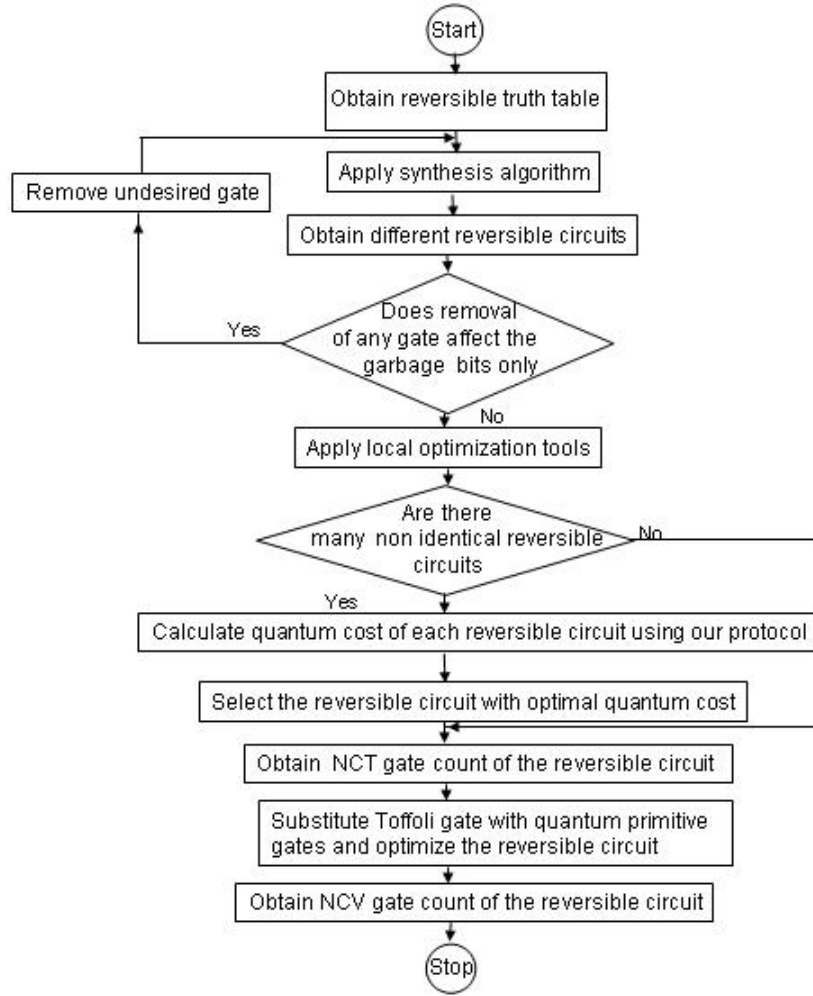 Start
Obtain reversible truth table
Remove undesired gate
Apply synthesis algorithm
Obtain different reversible circuits
Does removal
of any gate affect the
garbage bits only
Yes
No
Apply local optimization tools
Are there
many non identical reversible
circuits
No
Yes
Calculate quantum cost of each reversible circuit using our protocol
Select the reversible circuit with optimal quantum cost
Obtain NCT gate count of the reversible circuit
Substitute Toffoli gate with quantum primitive
gates and optimize the reversible circuit
Obtain NCV gate count of the reversible circuit
Stop